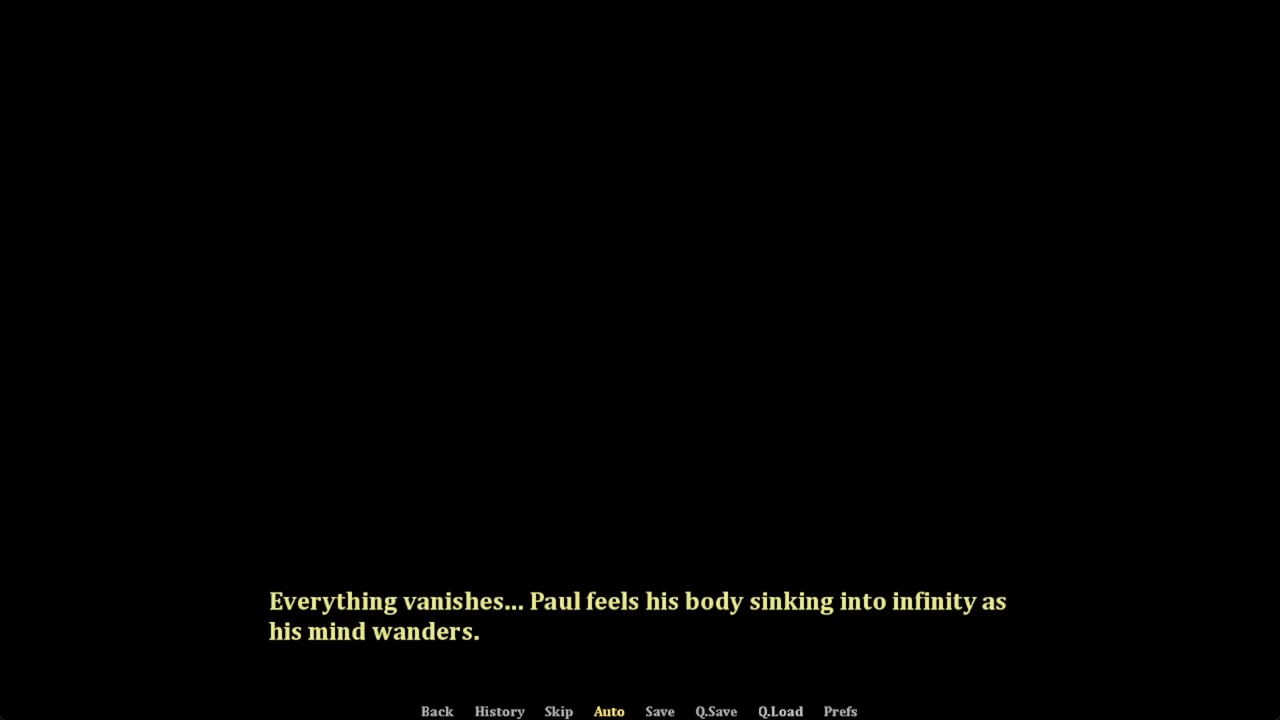 Everything vanishes... Paul feels his body sinking into infinity as
his mind wanders.
Back History Skip Auto Save Q.Save Q.Load Prefs